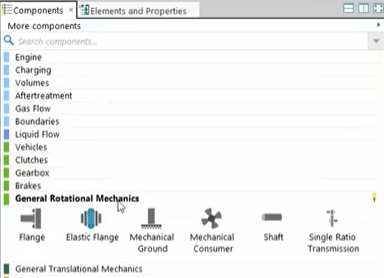 Components × Elements and Properties
More components
Search components...
Engine
Charging
Volumes
Aftertreatment
Gas Flow
Boundaries
Liquid Flow
Vehicles
Clutches
Gearbox
Brakes
General Rotational Mechanics
Flange Elastic Flange Mechanical Mechanical Shaft Single Ratio
Ground Consumer Transmission
General Translational Mechanics